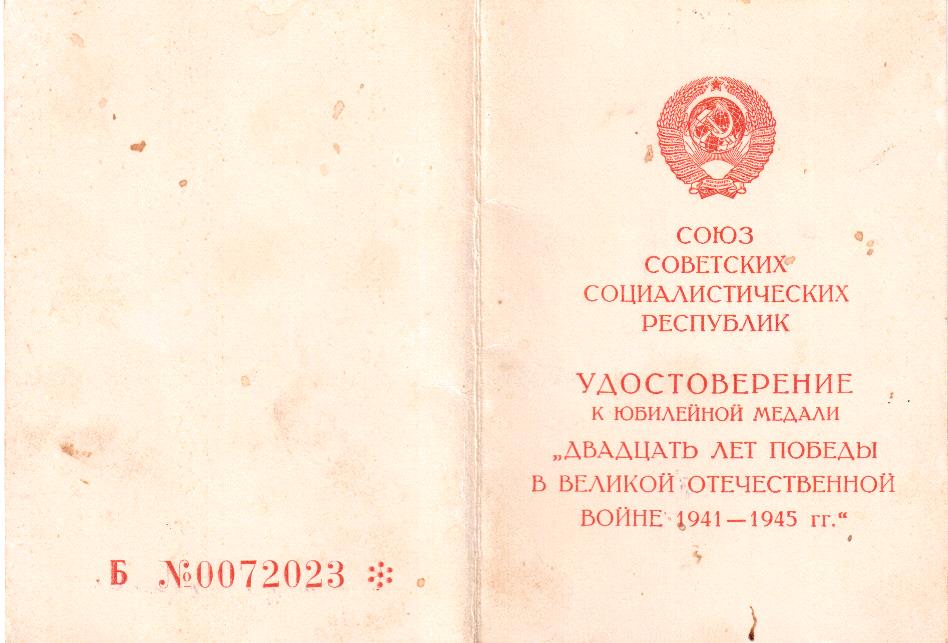 Б №0072023
СОЮЗ
СОВЕТСКИХ
СОЦИАЛИСТИЧЕСКИХ
РЕСПУБЛИК
УДОСТОВЕРЕНИЕ
К ЮБИЛЕЙНОЙ МЕДАЛИ
„ДВАДЦАТЬ ЛЕТ ПОБЕДЫ
В ВЕЛИКОЙ ОТЕЧЕСТВЕННОЙ
ВОЙНЕ 1941—1945 гг.“